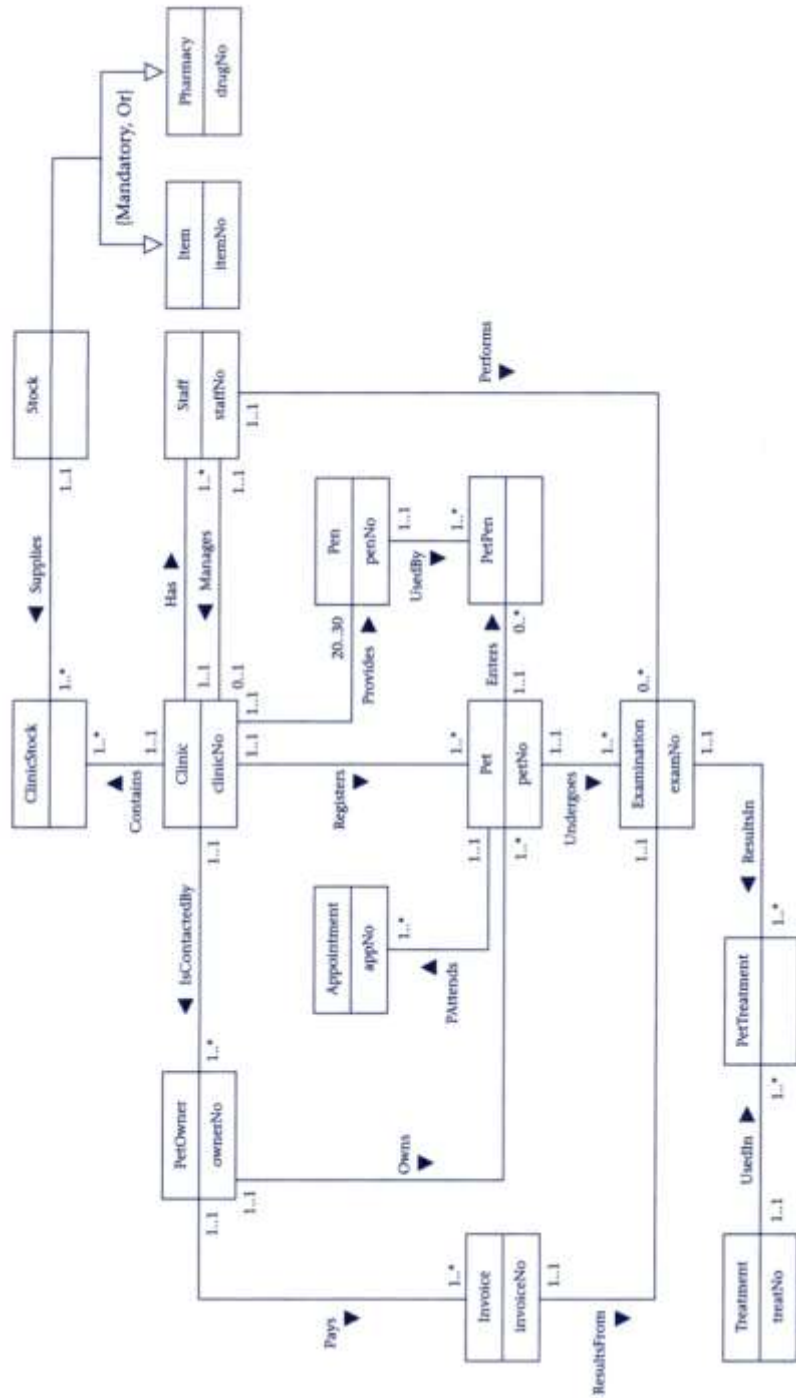 ClinicStock
1..*
1..*
◀ Supplies
1..1
Stock
{Mandatory, Or}
Contains
1..1
PetOwner
ownerNo
1..*
◀ IsContactedBy
1..1
Clinic
clinicNo
1..1
Has ▶
1..*
0..1
◀ Manages
1..1
Staff
staffNo
Item
itemNo
Pharmacy
drugNo
1..1
1..1
1..1
1..1
1..1
Pays
Owns
Appointment
appNo
Registers
Provides
20..30
Pen
penNo
1..1
Performs
1..*
PAttends
UsedBy
1..*
1..*
1..1
1..*
Invoice
invoiceNo
1..*
Pet
petNo
1..1
Enters ▶
0..*
PetPen
1..1
1..1
Undergoes
ResultsFrom
1..*
0..*
1..1
Examination
examNo
1..1
Treatment
treatNo
1..1
UsedIn ▶
1..*
PetTreatment
1..*
◀ ResultsIn